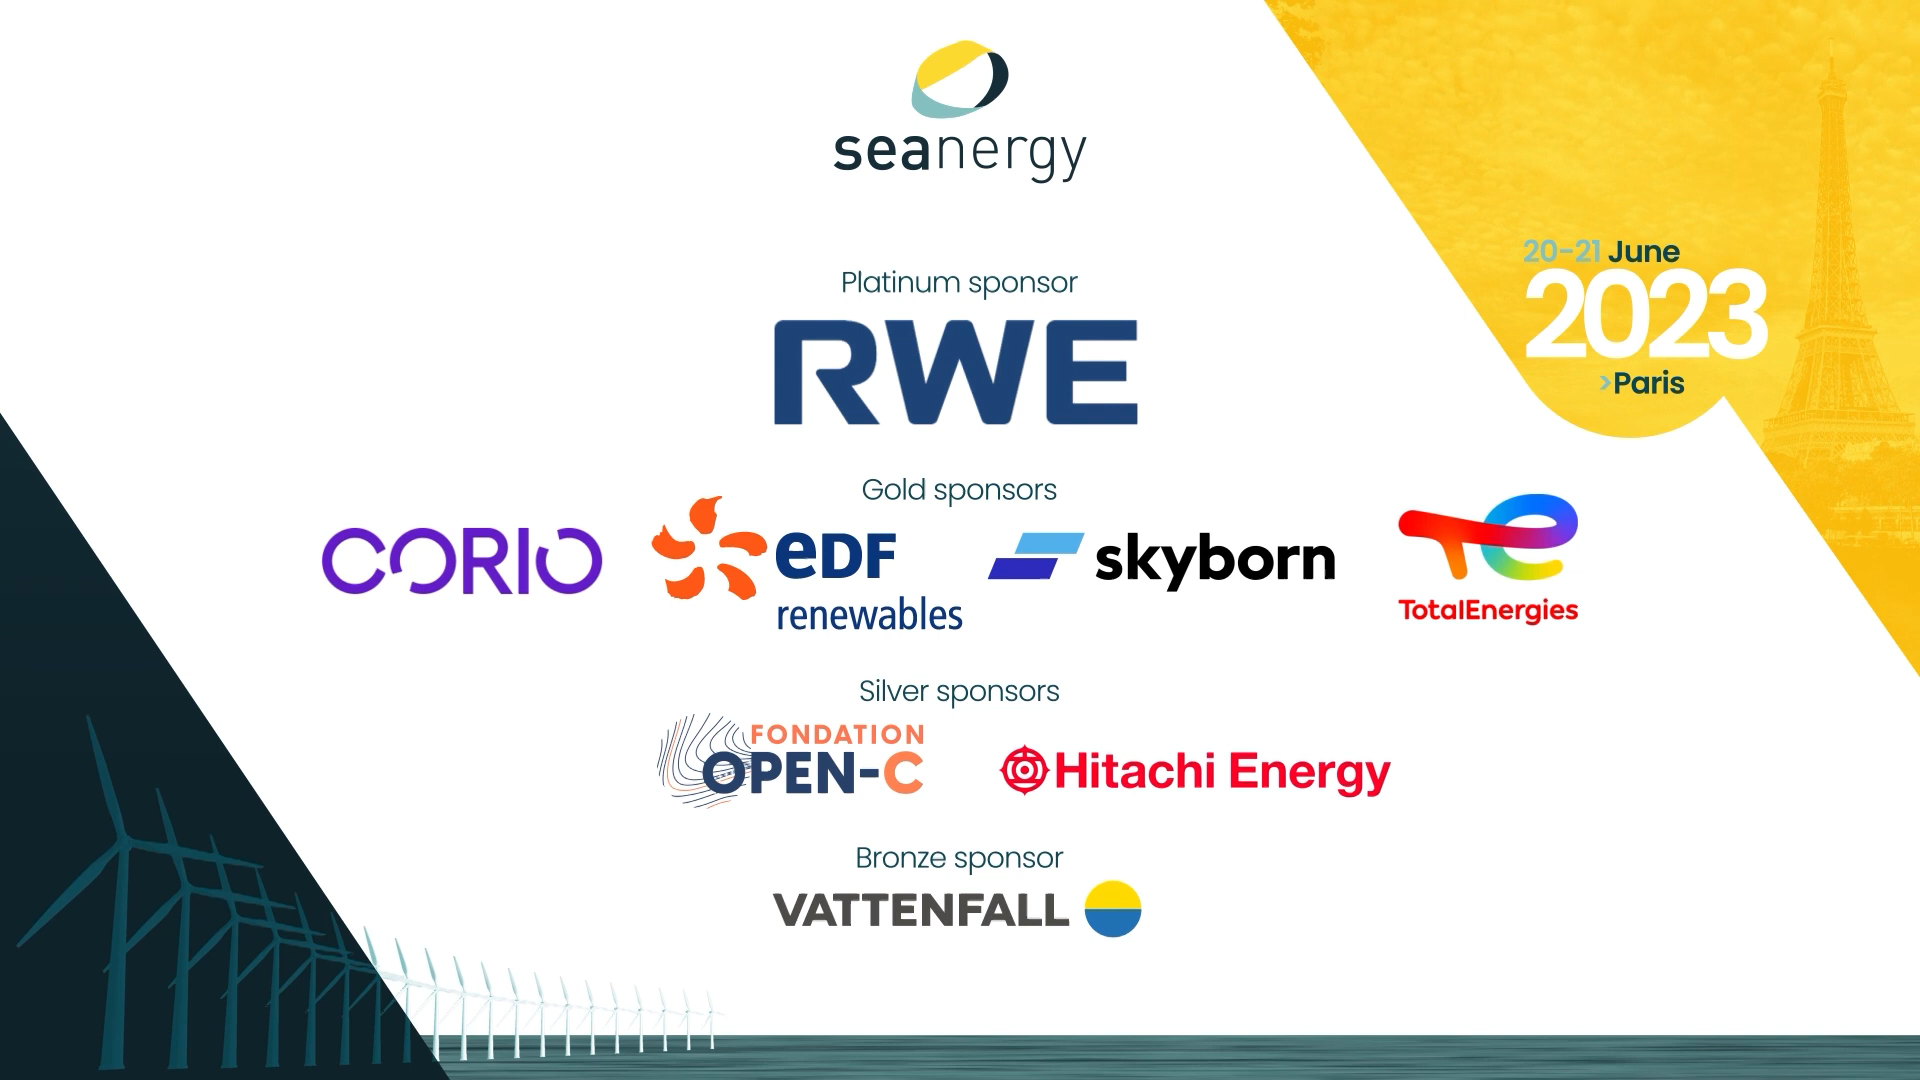 seanergy
20-21 June
2023
>Paris
Platinum sponsor
RWE
Gold sponsors
CORIO
eDF
renewables
skyborn
TotalEnergies
Silver sponsors
FONDATION
OPEN-C
Hitachi Energy
Bronze sponsor
VATTENFALL